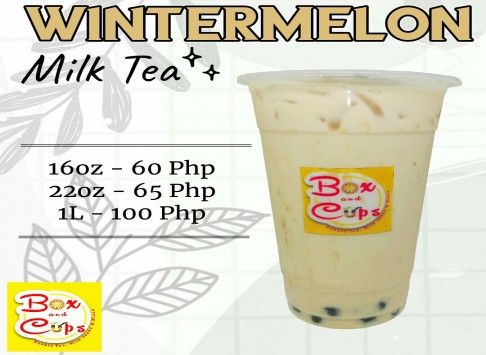 WINTERMELON
Milk Tea
16oz - 60 Php
22oz - 65 Php
1L - 100 Php
Box
and
Cups
Box
and
Cups